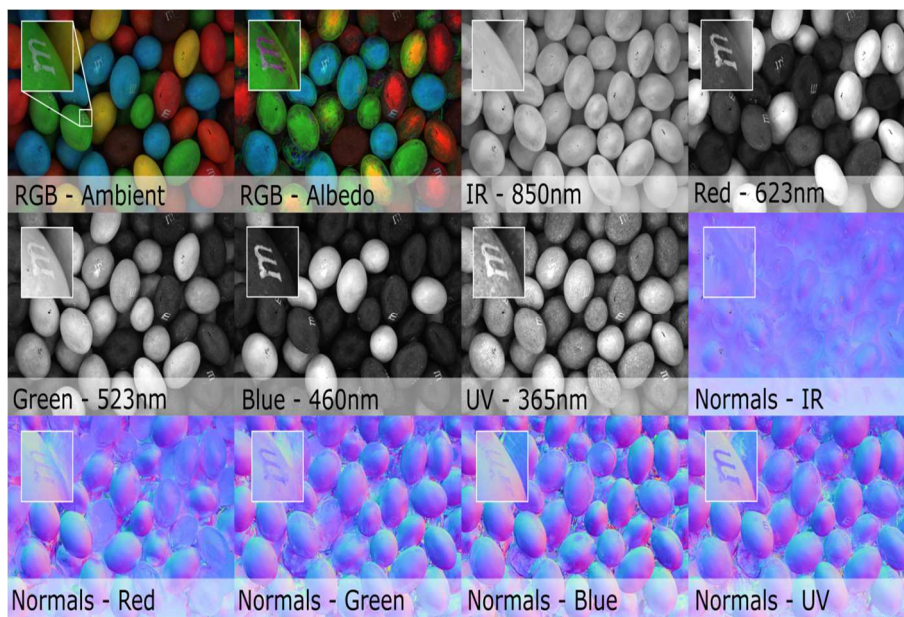 RGB - Ambient
RGB - Albedo
IR - 850nm
Red - 623nm
Green - 523nm
Blue - 460nm
UV - 365nm
Normals - IR
Normals - Red
Normals - Green
Normals - Blue
Normals - UV